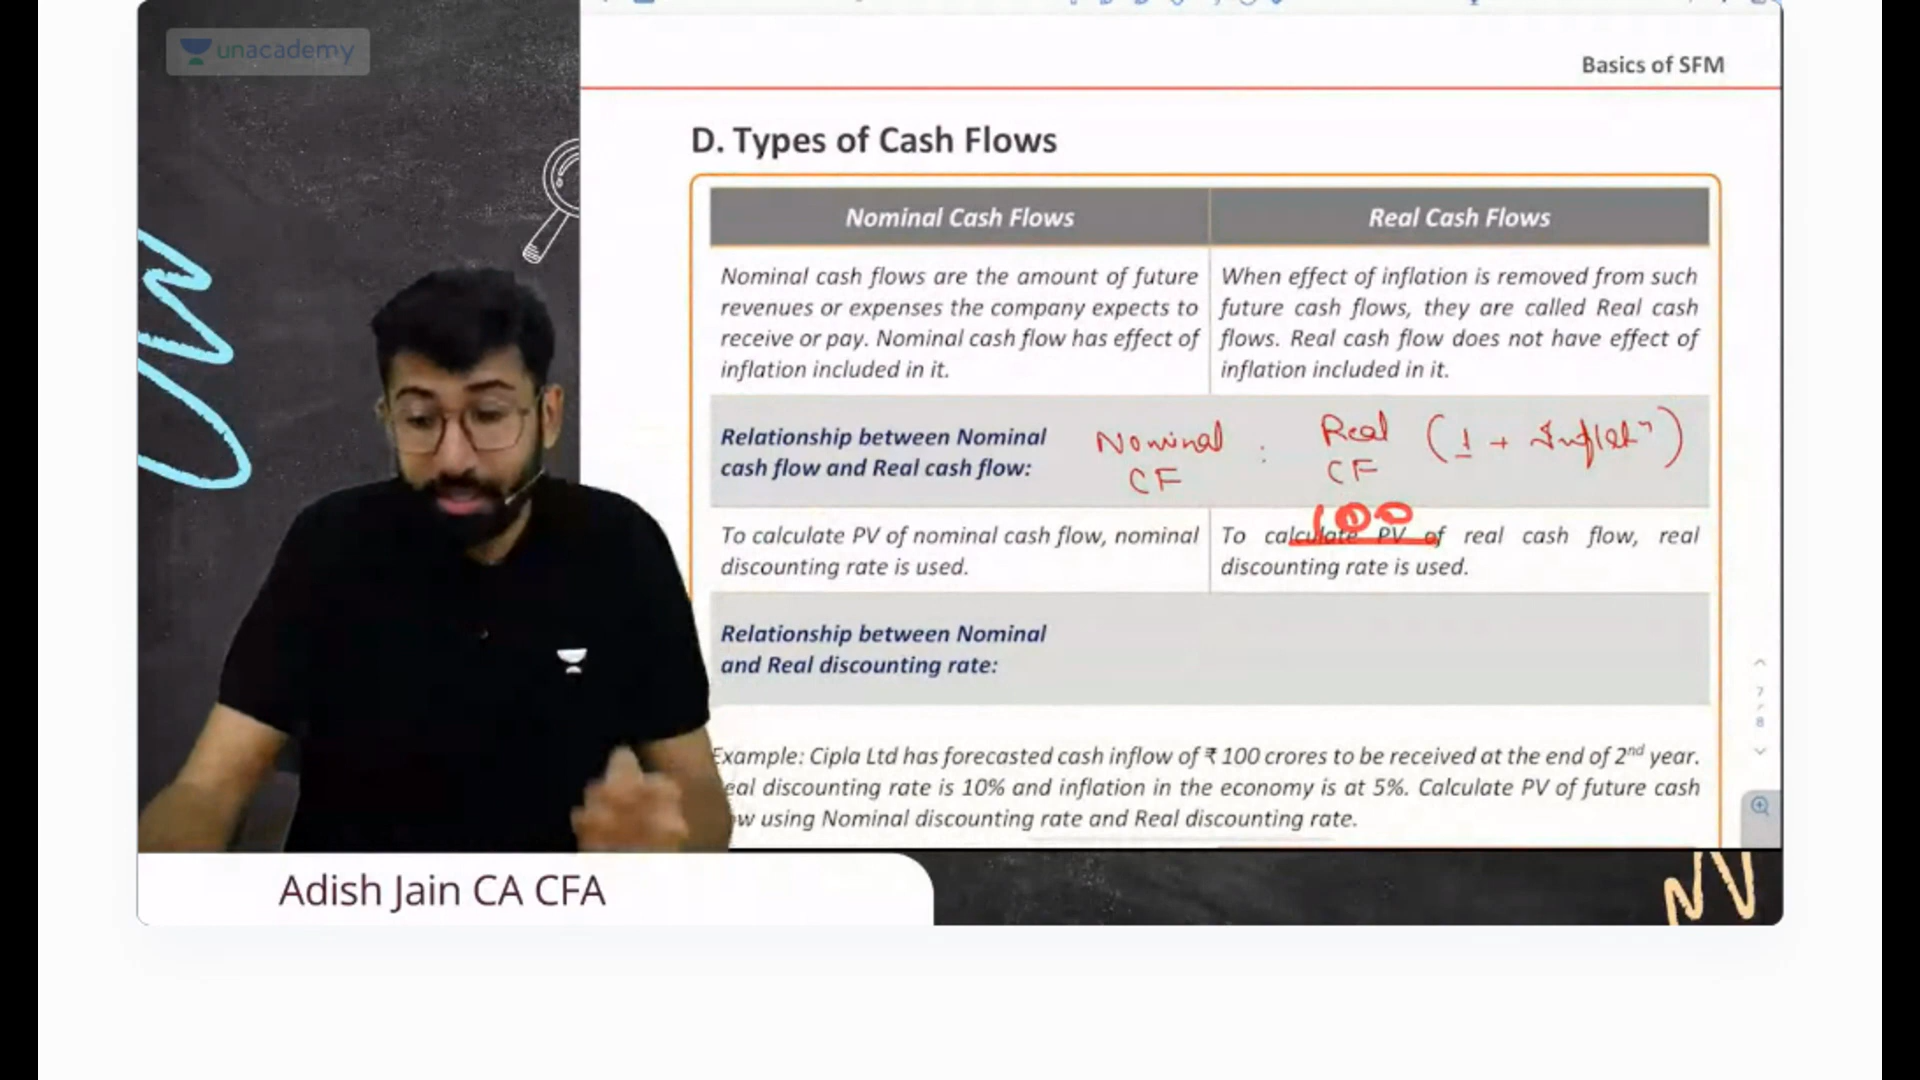 unacademy
Basics of SFM
D. Types of Cash Flows
Nominal Cash Flows
Real Cash Flows
Nominal cash flows are the amount of future
revenues or expenses the company expects to
receive or pay. Nominal cash flow has effect of
inflation included in it.
When effect of inflation is removed from such
future cash flows, they are called Real cash
flows. Real cash flow does not have effect of
inflation included in it.
Relationship between Nominal
cash flow and Real cash flow:
Nominal CF : Real CF (1 + Inflatn)
100
To calculate PV of nominal cash flow, nominal
discounting rate is used.
To calculate PV of real cash flow, real
discounting rate is used.
Relationship between Nominal
and Real discounting rate:
Example: Cipla Ltd has forecasted cash inflow of ₹ 100 crores to be received at the end of 2nd year.
eal discounting rate is 10% and inflation in the economy is at 5%. Calculate PV of future cash
ow using Nominal discounting rate and Real discounting rate.
7
/
8
Adish Jain CA CFA